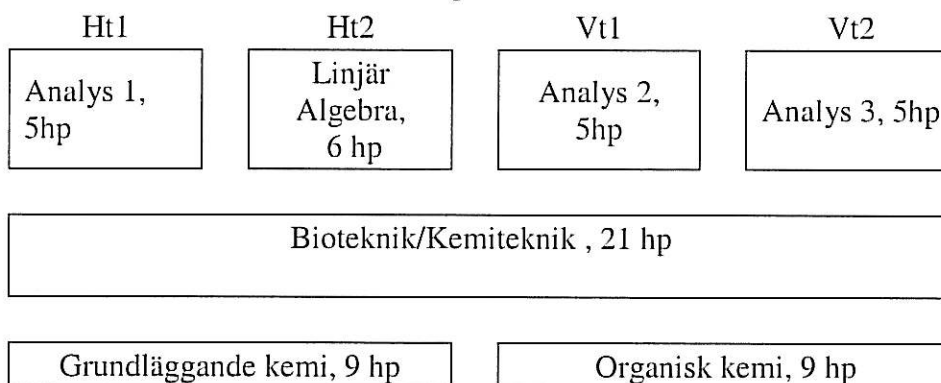 Ht1 Ht2 Vt1 Vt2
Analys 1,
5hp
Linjär
Algebra,
6 hp
Analys 2,
5hp
Analys 3, 5hp
Bioteknik/Kemiteknik , 21 hp
Grundläggande kemi, 9 hp
Organisk kemi, 9 hp